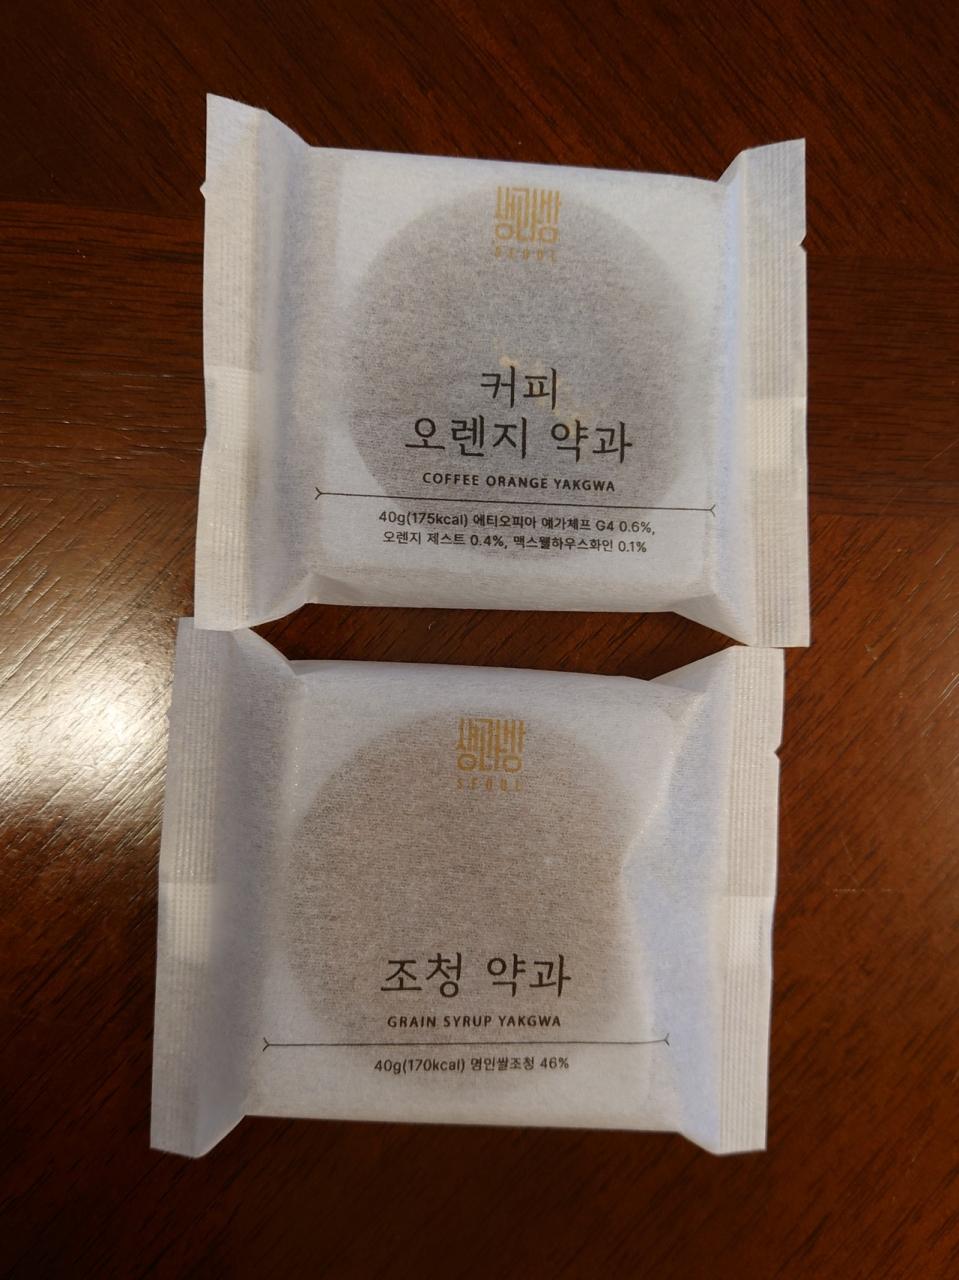 생과방
SEOUL
커피
오렌지 약과
COFFEE ORANGE YAKGWA
40g(175kcal) 에티오피아 예가체프 G4 0.6%,
오렌지 제스트 0.4%, 맥스웰하우스화인 0.1%
생과방
SEOUL
조청 약과
GRAIN SYRUP YAKGWA
40g(170kcal) 명인쌀조청 46%